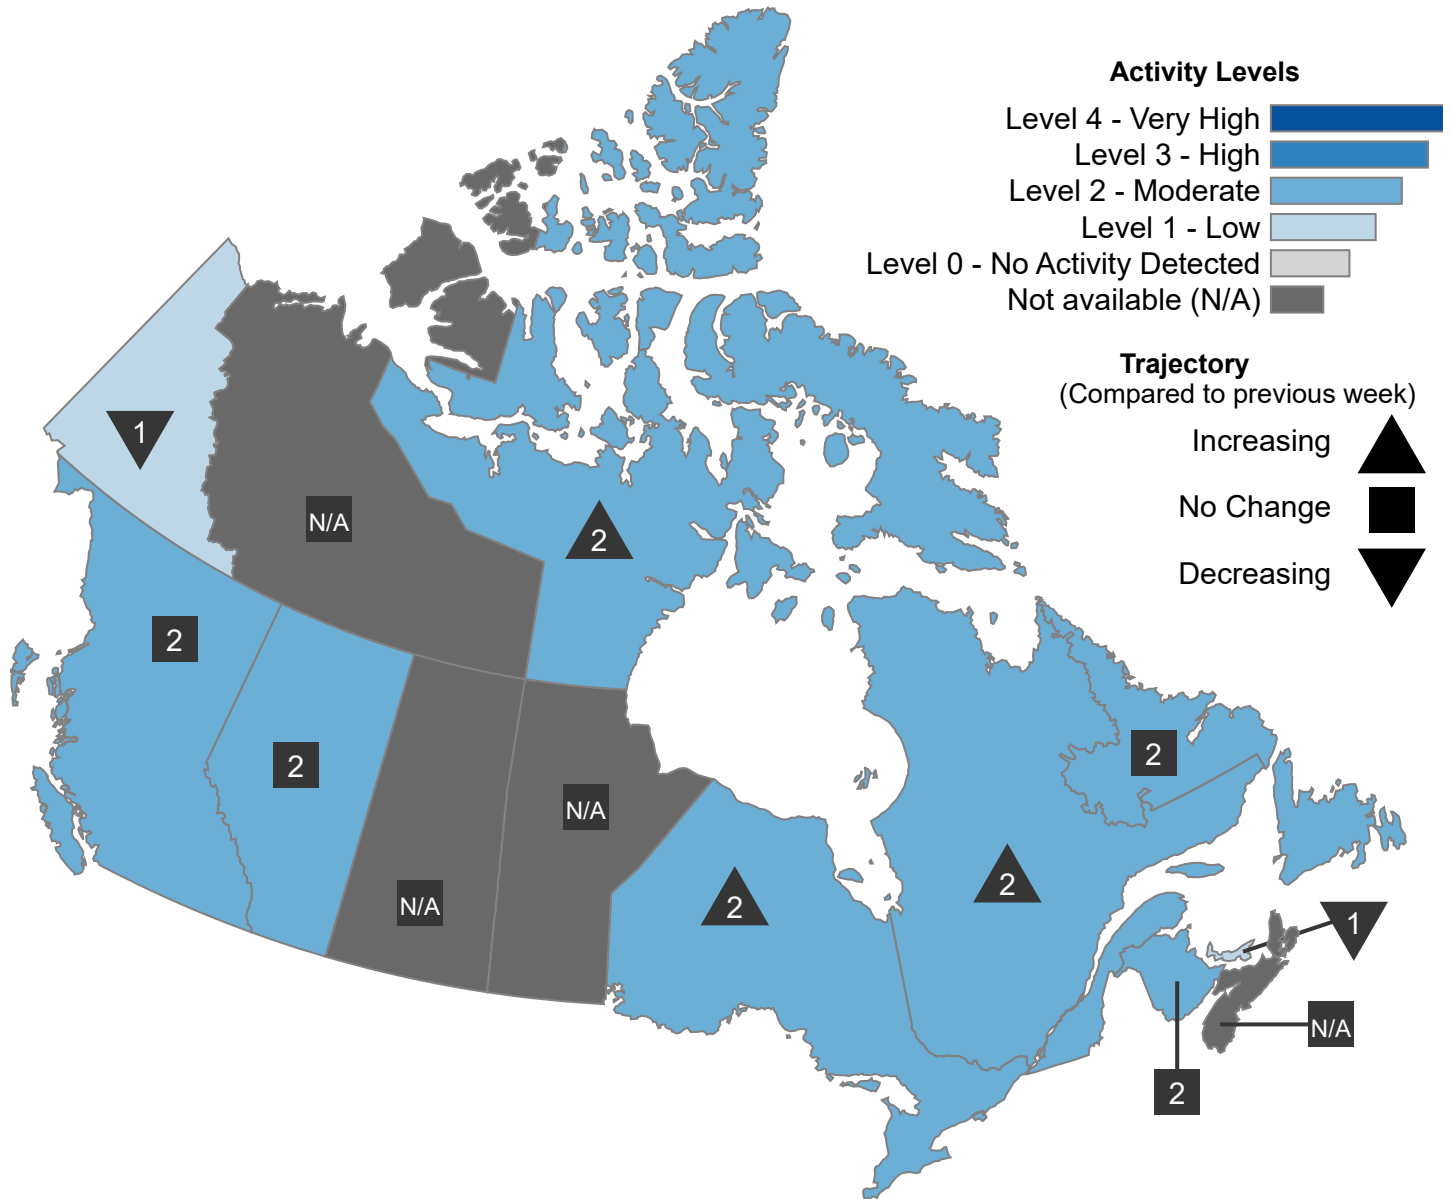 Activity Levels
Level 4 - Very High
Level 3 - High
Level 2 - Moderate
Level 1 - Low
Level 0 - No Activity Detected
Not available (N/A)
Trajectory
(Compared to previous week)
Increasing
No Change
Decreasing
1
N/A
2
2
2
2
N/A
N/A
2
2
1
N/A
2